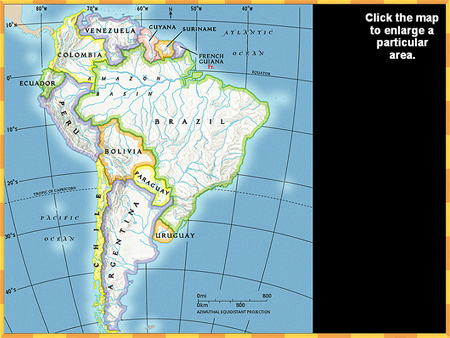 80°W
70°W
60°W
50°W
40°W
VENEZUELA
GUYANA
SURINAME
ATLANTIC
OCEAN
10°N
COLOMBIA
FRENCH
GUIANA
Fr.
EQUATOR
ECUADOR
AMAZON
BASIN
0°
PERU
BRAZIL
10°S
BOLIVIA
20°S
TROPIC OF CAPRICORN
PARAGUAY
PACIFIC
OCEAN
CHILE
ARGENTINA
30°S
URUGUAY
40°S
0mi 800
0km 800
AZIMUTHAL EQUIDISTANT PROJECTION
Click the map
to enlarge a
particular
area.